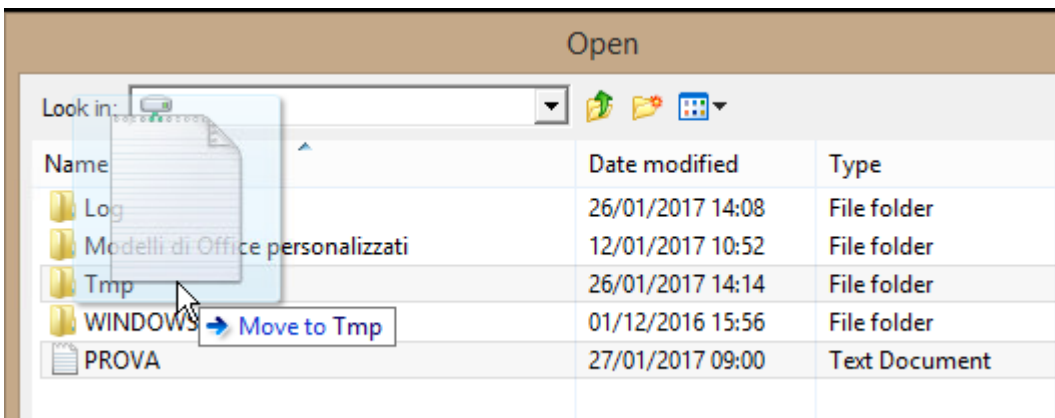 Open
Look in:
Name Date modified Type
Log 26/01/2017 14:08 File folder
Modelli di Office personalizzati 12/01/2017 10:52 File folder
Tmp 26/01/2017 14:14 File folder
WINDOWS 01/12/2016 15:56 File folder
Move to Tmp
PROVA 27/01/2017 09:00 Text Document